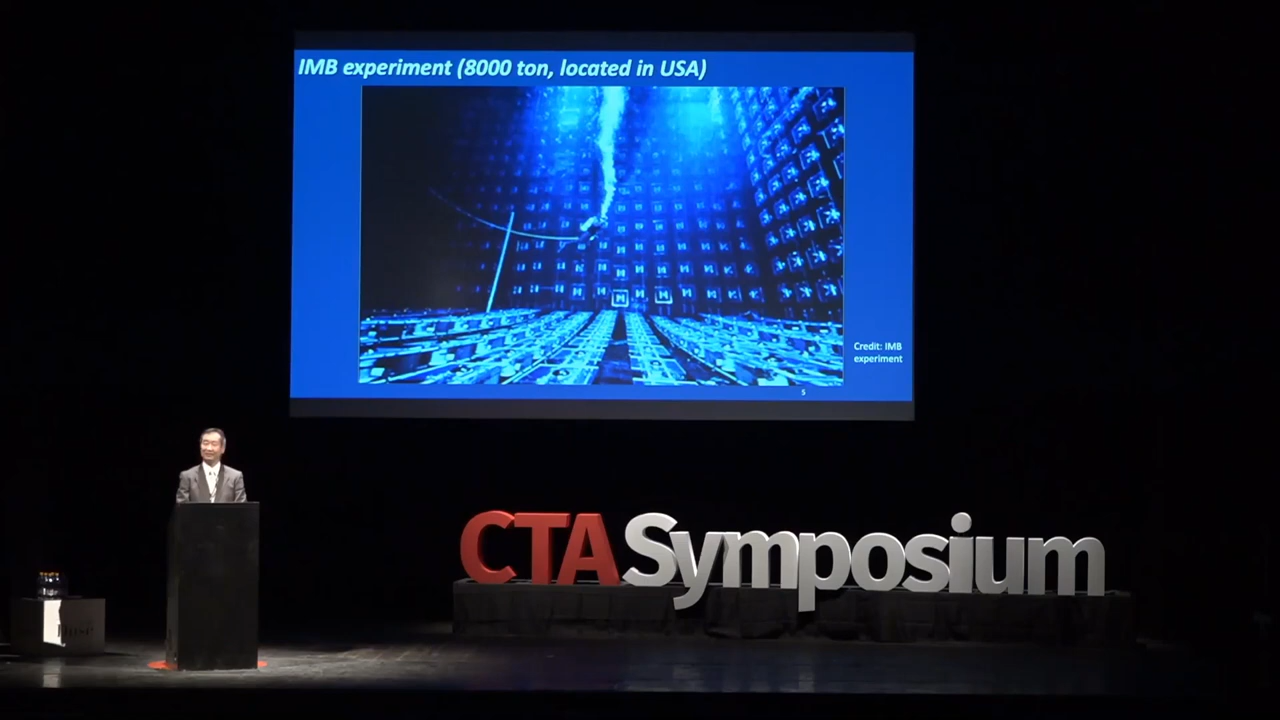 IMB experiment (8000 ton, located in USA)
Credit: IMB
experiment
5
CTASymposium